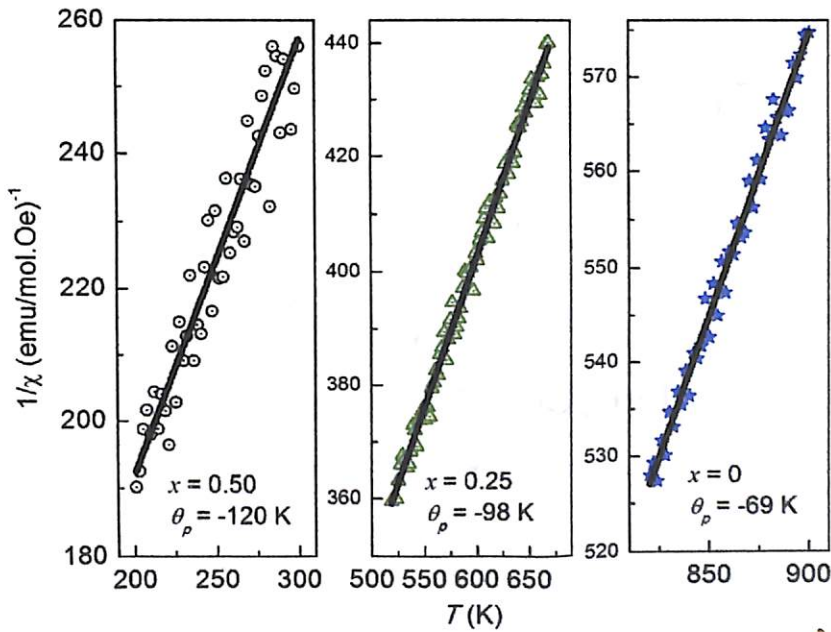 1/χ (emu/mol.Oe)⁻¹
260
240
220
200
180
200 250 300
x = 0.50
θp = -120 K
440
420
400
380
360
500 550 600 650
x = 0.25
θp = -98 K
T (K)
570
560
550
540
530
520
850 900
x = 0
θp = -69 K